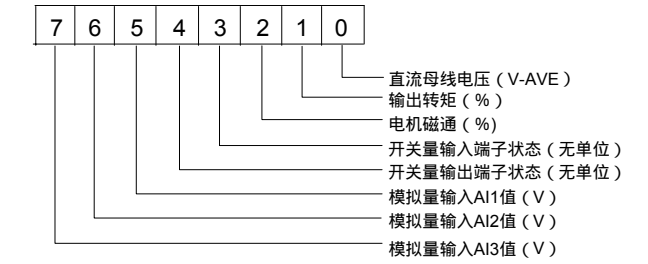 7 6 5 4 3 2 1 0
直流母线电压（V-AVE）
输出转矩（%）
电机磁通（%)
开关量输入端子状态（无单位）
开关量输出端子状态（无单位）
模拟量输入AI1值（V）
模拟量输入AI2值（V）
模拟量输入AI3值（V）